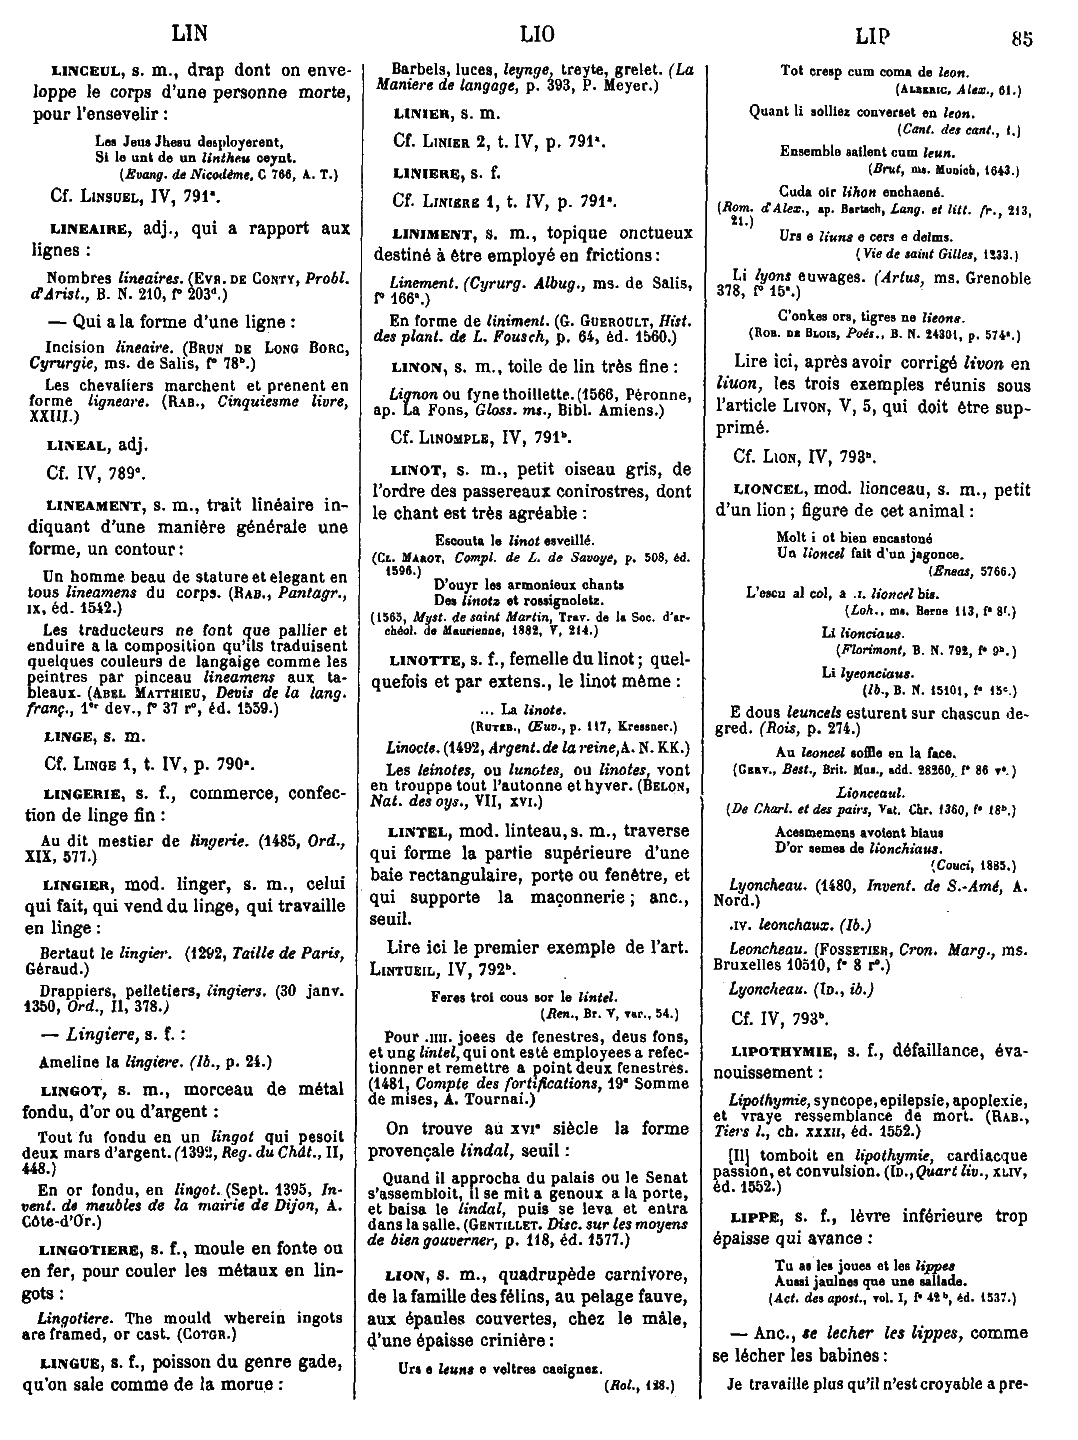 LIN
LIO
LIP
85
LINCEUL, s. m., drap dont on enve-
loppe le corps d'une personne morte,
pour l'ensevelir :
Les Jeus Jhesu desployerent,
Si le unt de un lintheu ceynt.
(Evang. de Nicodème, C 766, A. T.)
Cf. LINSUEL, IV, 791ª.
LINEAIRE, adj., qui a rapport aux
lignes :
Nombres lineaires. (EVR. DE CONTY, Probl.
d'Arist., B. N. 210, fº 203ᵈ.)
— Qui a la forme d'une ligne :
Incision lineaire. (BRUN DE LONG BORC,
Cyrurgie, ms. de Salis, fº 78ᵇ.)
Les chevaliers marchent et prenent en
forme ligneare. (RAB., Cinquiesme livre,
XXIII.)
LINEAL, adj.
Cf. IV, 789ᶜ.
LINEAMENT, s. m., trait linéaire in-
diquant d'une manière générale une
forme, un contour :
Un homme beau de stature et elegant en
tous lineamens du corps. (RAB., Pantagr.,
IX, éd. 1542.)
Les traducteurs ne font que pallier et
enduire a la composition qu'ils traduisent
quelques couleurs de langaige comme les
peintres par pinceau lineamens aux ta-
bleaux. (ABEL MATTHIEU, Devis de la lang.
franç., 1ᵉʳ dev., fº 37 rº, éd. 1559.)
LINGE, s. m.
Cf. LINGE 1, t. IV, p. 790ª.
LINGERIE, s. f., commerce, confec-
tion de linge fin :
Au dit mestier de lingerie. (1485, Ord.,
XIX, 577.)
LINGIER, mod. linger, s. m., celui
qui fait, qui vend du linge, qui travaille
en linge :
Bertaut le lingier. (1292, Taille de Paris,
Géraud.)
Drappiers, pelletiers, lingiers. (30 janv.
1350, Ord., II, 378.)
— Lingiere, s. f. :
Ameline la lingiere. (Ib., p. 24.)
LINGOT, s. m., morceau de métal
fondu, d'or ou d'argent :
Tout fu fondu en un lingot qui pesoit
deux mars d'argent. (1392, Reg. du Chât., II,
448.)
En or fondu, en lingot. (Sept. 1395, In-
vent. de meubles de la mairie de Dijon, A.
Côte-d'Or.)
LINGOTIERE, s. f., moule en fonte ou
en fer, pour couler les métaux en lin-
gots :
Lingotiere. The mould wherein ingots
are framed, or cast. (COTGR.)
LINGUE, s. f., poisson du genre gade,
qu'on sale comme de la morue :
Barbels, luces, leynge, treyte, grelet. (La
Maniere de langage, p. 393, P. Meyer.)
LINIER, s. m.
Cf. LINIER 2, t. IV, p. 791ª.
LINIERE, s. f.
Cf. LINIERE 1, t. IV, p. 791ª.
LINIMENT, s. m., topique onctueux
destiné à être employé en frictions :
Linement. (Cyrurg. Albug., ms. de Salis,
fº 166ª.)
En forme de liniment. (G. GUEROULT, Hist.
des plant. de L. Fousch, p. 64, éd. 1560.)
LINON, s. m., toile de lin très fine :
Lignon ou fyne thoillette. (1566, Péronne,
ap. La Fons, Gloss. ms., Bibl. Amiens.)
Cf. LINOMPLE, IV, 791ᵇ.
LINOT, s. m., petit oiseau gris, de
l'ordre des passereaux conirostres, dont
le chant est très agréable :
Escouta le linot esveillé.
(CL. MAROT, Compl. de L. de Savoye, p. 508, éd.
1596.)
D'ouyr les armonieux chants
Des linotz et rossignoletz.
(1565, Myst. de saint Martin, Trav. de la Soc. d'ar-
chéol. de Maurienne, 1882, V, 214.)
LINOTTE, s. f., femelle du linot ; quel-
quefois et par extens., le linot même :
... La linote.
(RUTEB., Œuv., p. 117, Kressner.)
Linocte. (1492, Argent. de la reine, A. N. KK.)
Les leinotes, ou lunotes, ou linotes, vont
en trouppe tout l'autonne et hyver. (BELON,
Nat. des oys., VII, XVI.)
LINTEL, mod. linteau, s. m., traverse
qui forme la partie supérieure d'une
baie rectangulaire, porte ou fenêtre, et
qui supporte la maçonnerie ; anc.,
seuil.
Lire ici le premier exemple de l'art.
LINTUEIL, IV, 792ᵇ.
Feres troi cous sor le lintel.
(Ren., Br. V, var., 54.)
Pour .IIII. joees de fenestres, deus fons,
et ung lintel, qui ont esté employees a refec-
tionner et remettre a point deux fenestrés.
(1481, Compte des fortifications, 19ᵉ Somme
de mises, A. Tournai.)
On trouve au XVIᵉ siècle la forme
provençale lindal, seuil :
Quand il approcha du palais ou le Senat
s'assembloit, il se mit a genoux a la porte,
et baisa le lindal, puis se leva et entra
dans la salle. (GENTILLET. Disc. sur les moyens
de bien gouverner, p. 118, éd. 1577.)
LION, s. m., quadrupède carnivore,
de la famille des félins, au pelage fauve,
aux épaules couvertes, chez le mâle,
d'une épaisse crinière :
Urs e leuns e veltres caeignez.
(Rol., 128.)
Tot cresp cum coma de leon.
(ALBERIC, Alex., 61.)
Quant li solliez converset en leon.
(Cant. des cant., 1.)
Ensemble sailent cum leun.
(Brut, ms. Munich, 1643.)
Cuda oir lihon enchaené.
(Rom. d'Alex., ap. Bartsch, Lang. et litt. fr., 213,
21.)
Urs e liuns e cers e deims.
(Vie de saint Gilles, 1233.)
Li lyons euwages. (Artus, ms. Grenoble
378, fº 15ª.)
C'onkes ors, tigres ne lieons.
(ROB. DE BLOIS, Poés., B. N. 24301, p. 574ª.)
Lire ici, après avoir corrigé livon en
liuon, les trois exemples réunis sous
l'article LIVON, V, 5, qui doit être sup-
primé.
Cf. LION, IV, 793ᵇ.
LIONCEL, mod. lionceau, s. m., petit
d'un lion ; figure de cet animal :
Molt i ot bien encastoné
Un lioncel fait d'un jagonce.
(Eneas, 5766.)
L'escu al col, a .I. lioncel bis.
(Loh., ms. Berne 113, fº 8ᶠ.)
Li lionciaus.
(Florimont, B. N. 792, fº 9ᵇ.)
Li lyeonciaus.
(Ib., B. N. 15101, fº 15ᶜ.)
E dous leuncels esturent sur chascun de-
gred. (Rois, p. 274.)
Au leoncel soffle en la face.
(GERV., Best., Brit. Mus., add. 28260, fº 86 vº.)
Lionceaul.
(De Charl. et des pairs, Vat. Chr. 1360, fº 18ᵇ.)
Acesmemens avoient biaus
D'or semes de lionchiaus.
(Couci, 1885.)
Lyoncheau. (1480, Invent. de S.-Amé, A.
Nord.)
.IV. leonchaux. (Ib.)
Leoncheau. (FOSSETIER, Cron. Marg., ms.
Bruxelles 10510, fº 8 rº.)
Lyoncheau. (ID., ib.)
Cf. IV, 793ᵇ.
LIPOTHYMIE, s. f., défaillance, éva-
nouissement :
Lipothymie, syncope, epilepsie, apoplexie,
et vraye ressemblance de mort. (RAB.,
Tiers l., ch. XXXII, éd. 1552.)
[Il] tomboit en lipothymie, cardiacque
passion, et convulsion. (ID., Quart liv., XLIV,
éd. 1552.)
LIPPE, s. f., lèvre inférieure trop
épaisse qui avance :
Tu as les joues et les lippes
Aussi jaulnes que une sallade.
(Act. des apost., vol. I, fº 42ᵇ, éd. 1537.)
— Anc., se lecher les lippes, comme
se lécher les babines :
Je travaille plus qu'il n'est croyable a pre-